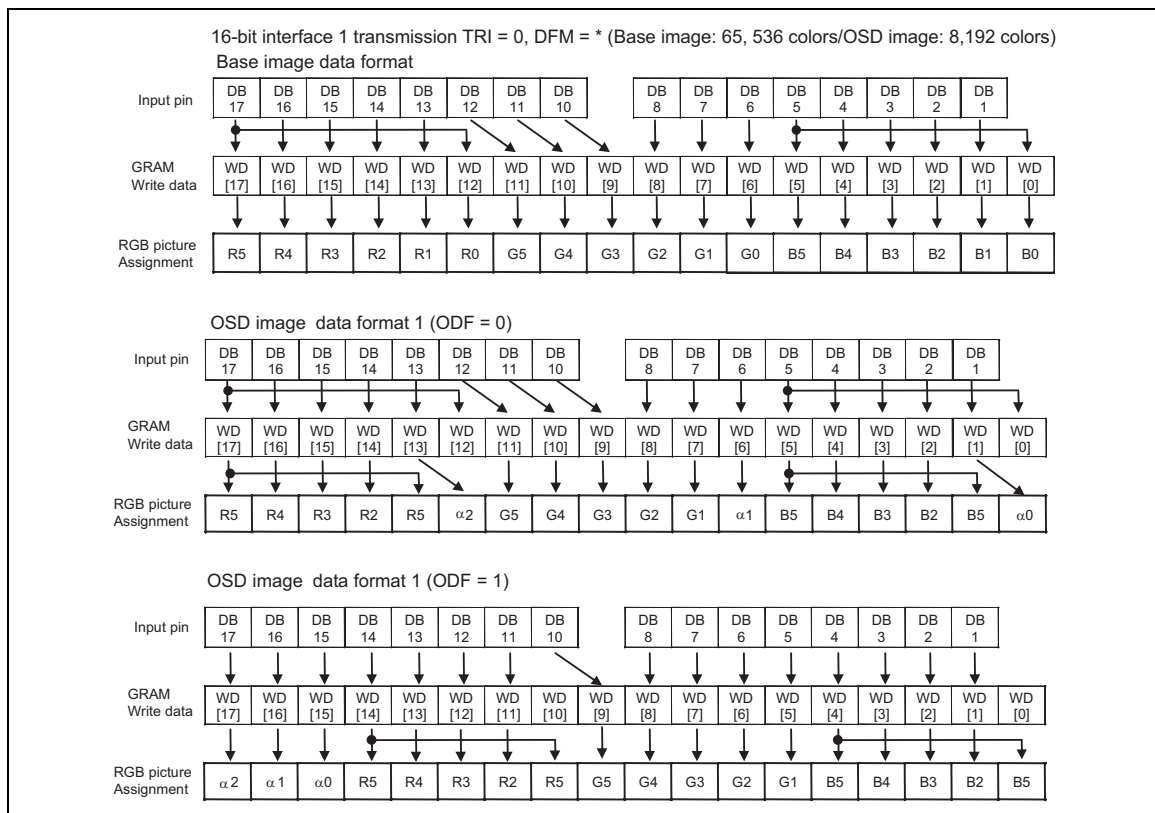 16-bit interface 1 transmission TRI = 0, DFM = * (Base image: 65, 536 colors/OSD image: 8,192 colors)
Base image data format
Input pin
DB 17 DB 16 DB 15 DB 14 DB 13 DB 12 DB 11 DB 10 DB 8 DB 7 DB 6 DB 5 DB 4 DB 3 DB 2 DB 1
GRAM Write data
WD [17] WD [16] WD [15] WD [14] WD [13] WD [12] WD [11] WD [10] WD [9] WD [8] WD [7] WD [6] WD [5] WD [4] WD [3] WD [2] WD [1] WD [0]
RGB picture Assignment
R5 R4 R3 R2 R1 R0 G5 G4 G3 G2 G1 G0 B5 B4 B3 B2 B1 B0
OSD image data format 1 (ODF = 0)
Input pin
DB 17 DB 16 DB 15 DB 14 DB 13 DB 12 DB 11 DB 10 DB 8 DB 7 DB 6 DB 5 DB 4 DB 3 DB 2 DB 1
GRAM Write data
WD [17] WD [16] WD [15] WD [14] WD [13] WD [12] WD [11] WD [10] WD [9] WD [8] WD [7] WD [6] WD [5] WD [4] WD [3] WD [2] WD [1] WD [0]
RGB picture Assignment
R5 R4 R3 R2 R5 α2 G5 G4 G3 G2 G1 α1 B5 B4 B3 B2 B5 α0
OSD image data format 1 (ODF = 1)
Input pin
DB 17 DB 16 DB 15 DB 14 DB 13 DB 12 DB 11 DB 10 DB 8 DB 7 DB 6 DB 5 DB 4 DB 3 DB 2 DB 1
GRAM Write data
WD [17] WD [16] WD [15] WD [14] WD [13] WD [12] WD [11] WD [10] WD [9] WD [8] WD [7] WD [6] WD [5] WD [4] WD [3] WD [2] WD [1] WD [0]
RGB picture Assignment
α2 α1 α0 R5 R4 R3 R2 R5 G5 G4 G3 G2 G1 B5 B4 B3 B2 B5